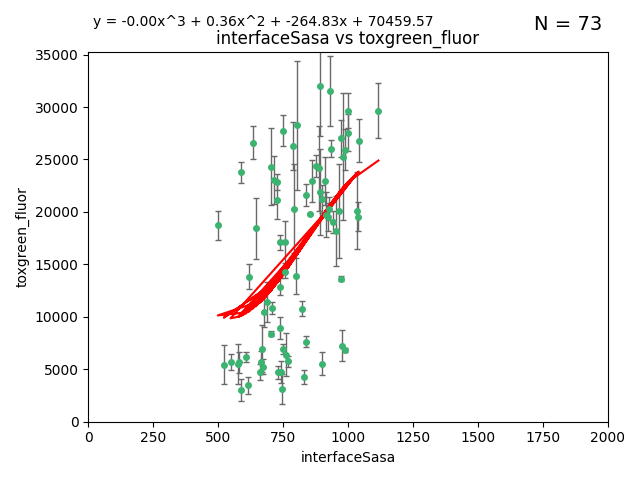 y = -0.00x^3 + 0.36x^2 + -264.83x + 70459.57
N = 73
interfaceSasa vs toxgreen_fluor
35000
30000
25000
20000
15000
10000
5000
0
toxgreen_fluor
0 250 500 750 1000 1250 1500 1750 2000
interfaceSasa